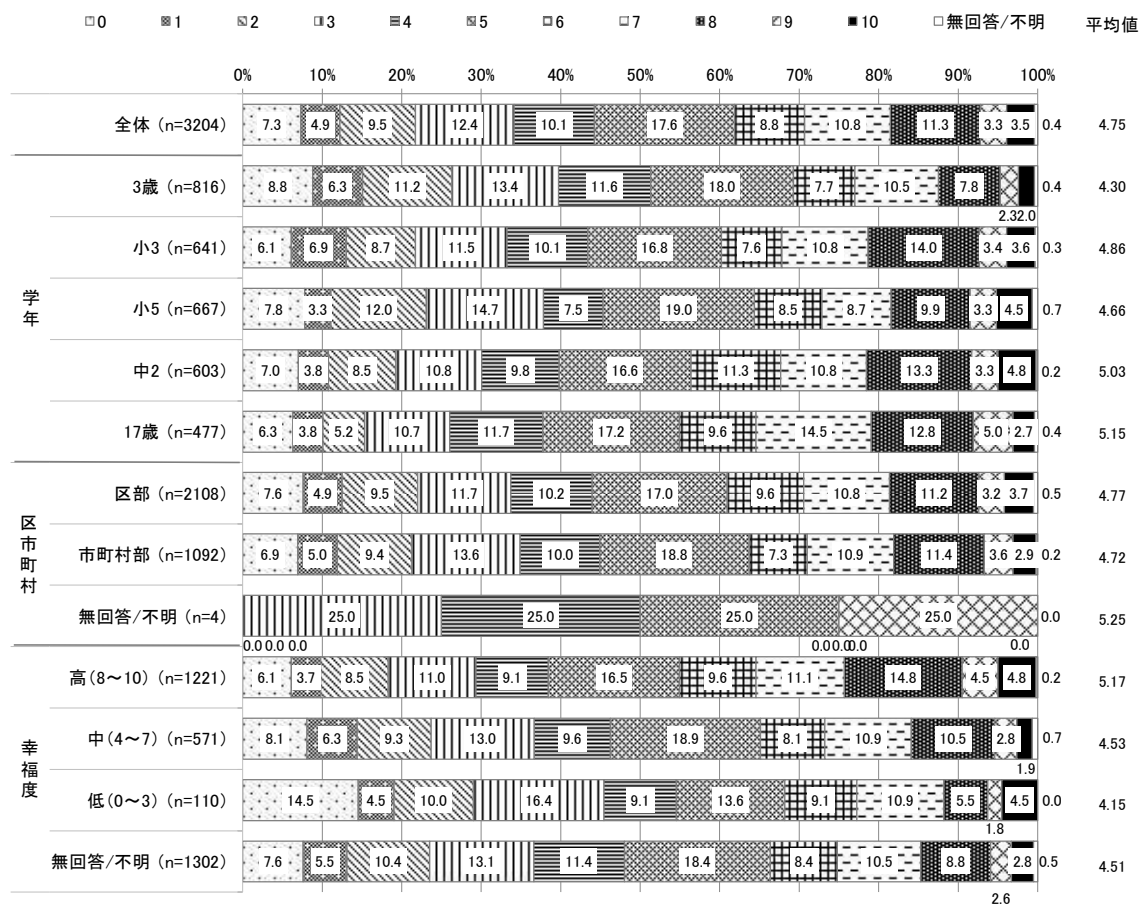 0 1 2 3 4 5 6 7 8 9 10 無回答/不明 平均値
0% 10% 20% 30% 40% 50% 60% 70% 80% 90% 100%
全体 (n=3204) 7.3 4.9 9.5 12.4 10.1 17.6 8.8 10.8 11.3 3.3 3.5 0.4 4.75
学年
3歳 (n=816) 8.8 6.3 11.2 13.4 11.6 18.0 7.7 10.5 7.8 0.4 4.30
2.3 2.0
小3 (n=641) 6.1 6.9 8.7 11.5 10.1 16.8 7.6 10.8 14.0 3.4 3.6 0.3 4.86
小5 (n=667) 7.8 3.3 12.0 14.7 7.5 19.0 8.5 8.7 9.9 3.3 4.5 0.7 4.66
中2 (n=603) 7.0 3.8 8.5 10.8 9.8 16.6 11.3 10.8 13.3 3.3 4.8 0.2 5.03
17歳 (n=477) 6.3 3.8 5.2 10.7 11.7 17.2 9.6 14.5 12.8 5.0 2.7 0.4 5.15
区市町村
区部 (n=2108) 7.6 4.9 9.5 11.7 10.2 17.0 9.6 10.8 11.2 3.2 3.7 0.5 4.77
市町村部 (n=1092) 6.9 5.0 9.4 13.6 10.0 18.8 7.3 10.9 11.4 3.6 2.9 0.2 4.72
無回答/不明 (n=4) 25.0 25.0 25.0 25.0 0.0 5.25
0.0 0.0 0.0 0.0 0.0 0.0 0.0
幸福度
高(8～10) (n=1221) 6.1 3.7 8.5 11.0 9.1 16.5 9.6 11.1 14.8 4.5 4.8 0.2 5.17
中(4～7) (n=571) 8.1 6.3 9.3 13.0 9.6 18.9 8.1 10.9 10.5 2.8 0.7 4.53
1.9
低(0～3) (n=110) 14.5 4.5 10.0 16.4 9.1 13.6 9.1 10.9 5.5 4.5 0.0 4.15
1.8
無回答/不明 (n=1302) 7.6 5.5 10.4 13.1 11.4 18.4 8.4 10.5 8.8 2.8 0.5 4.51
2.6